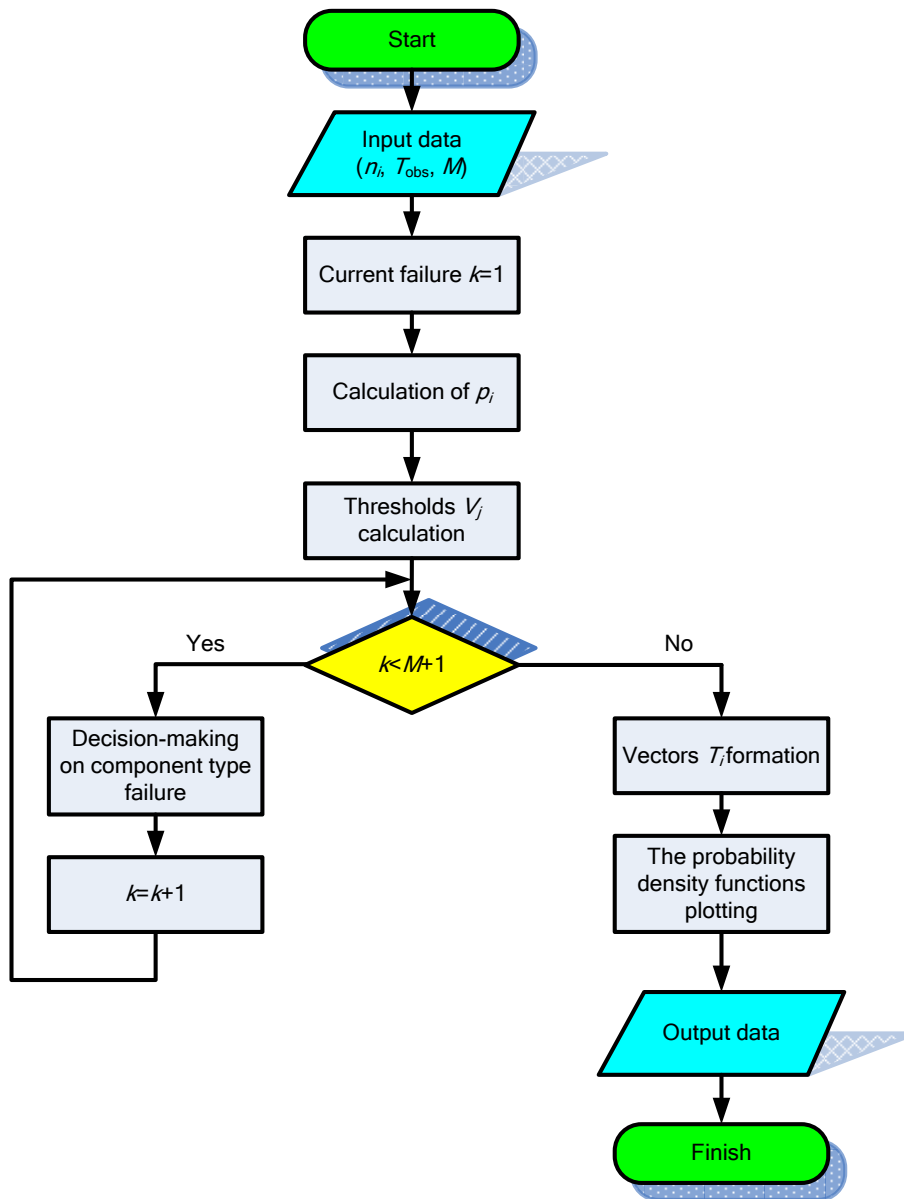 Start
Input data
(nᵢ, T_obs, M)
Current failure k=1
Calculation of pᵢ
Thresholds Vⱼ
calculation
Yes
k<M+1
No
Decision-making
on component type
failure
k=k+1
Vectors Tᵢ formation
The probability
density functions
plotting
Output data
Finish